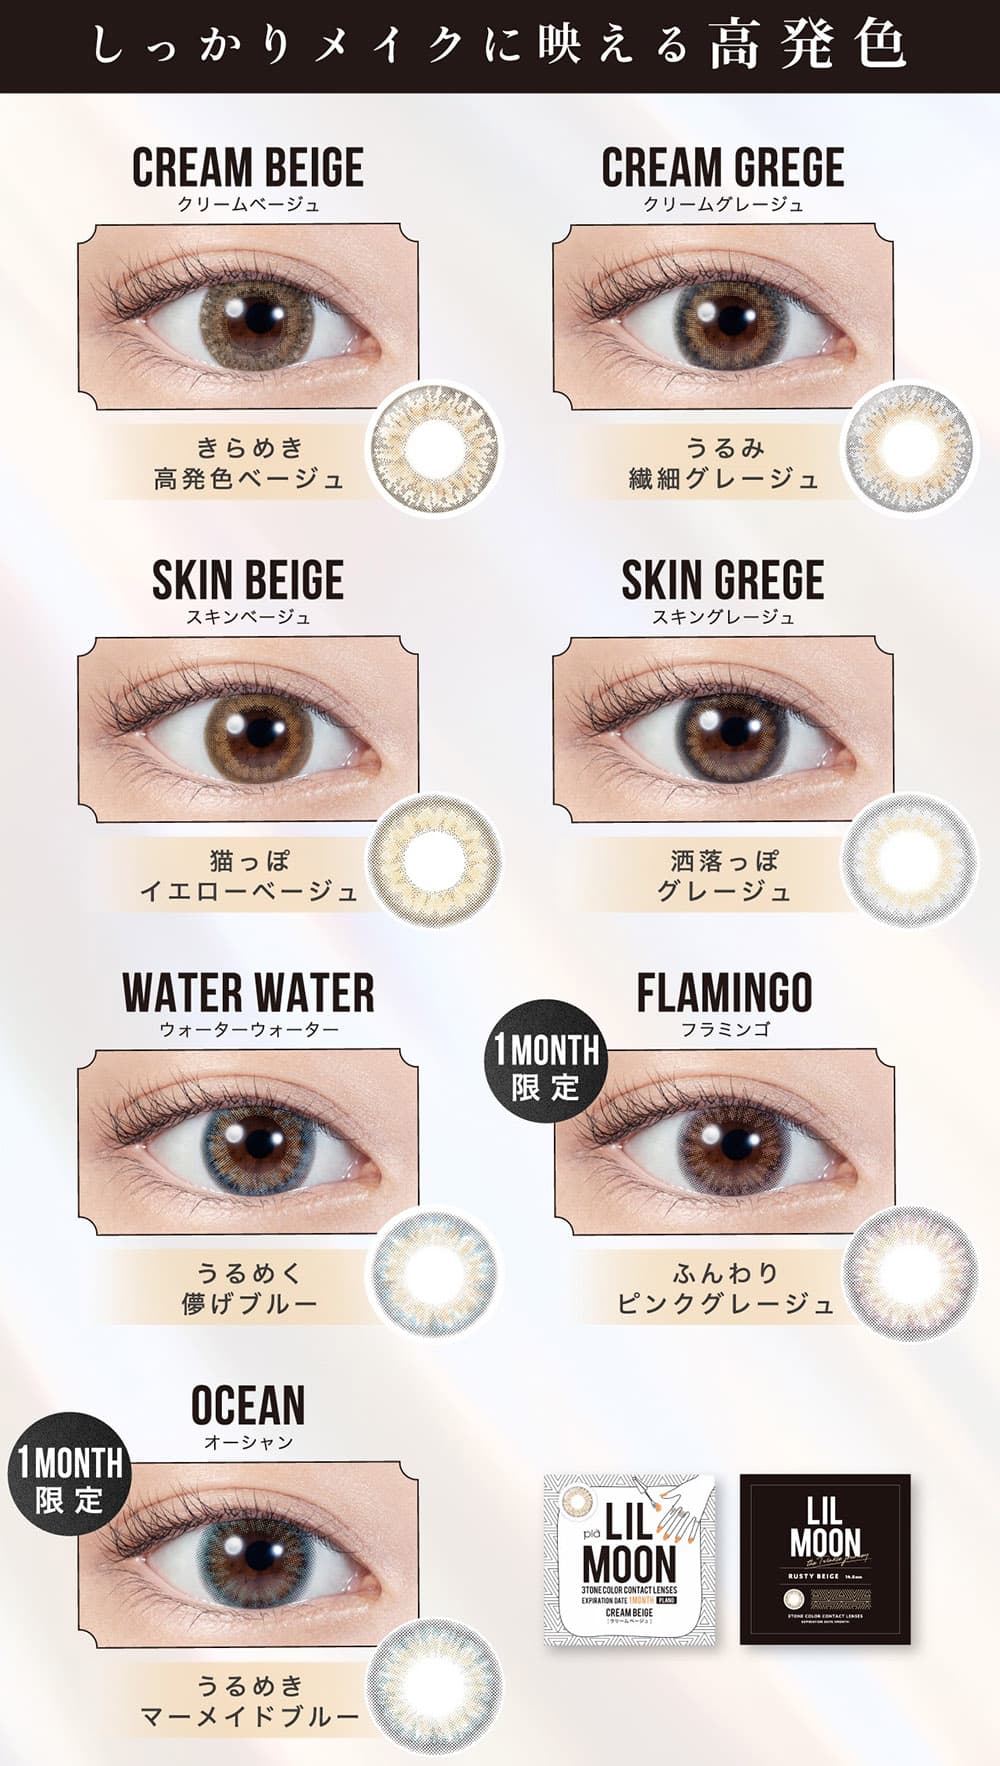 しっかりメイクに映える高発色
CREAM BEIGE
クリームベージュ
きらめき
高発色ベージュ
CREAM GREGE
クリームグレージュ
うるみ
繊細グレージュ
SKIN BEIGE
スキンベージュ
猫っぽ
イエローベージュ
SKIN GREGE
スキングレージュ
洒落っぽ
グレージュ
WATER WATER
ウォーターウォーター
うるめく
儚げブルー
FLAMINGO
フラミンゴ
1MONTH
限定
ふんわり
ピンクグレージュ
OCEAN
オーシャン
1MONTH
限定
うるめき
マーメイドブルー
pia
LIL
MOON
3TONE COLOR CONTACT LENSES
EXPIRATION DATE 1MONTH PLANO
CREAM BEIGE
[クリームベージュ]
LIL
MOON
RUSTY BEIGE
3TONE COLOR CONTACT LENSES